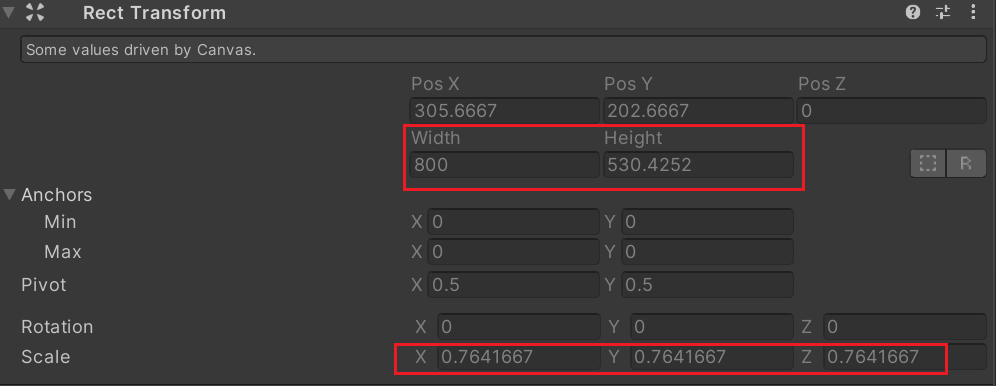 Rect Transform
Some values driven by Canvas.
Pos X Pos Y Pos Z
305.6667 202.6667 0
Width Height
800 530.4252
R
Anchors
Min X 0 Y 0
Max X 0 Y 0
Pivot X 0.5 Y 0.5
Rotation X 0 Y 0 Z 0
Scale X 0.7641667 Y 0.7641667 Z 0.7641667